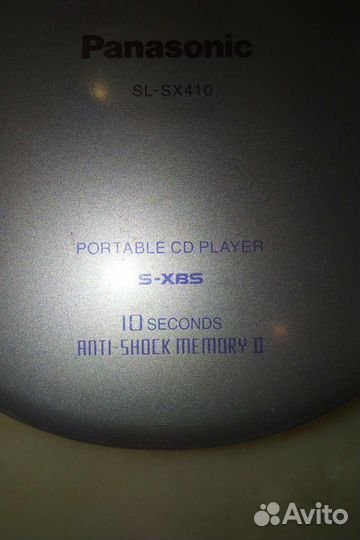 Panasonic
SL-SX410
PORTABLE CD PLAYER
S-XBS
10 SECONDS
ANTI-SHOCK MEMORY II
Avito